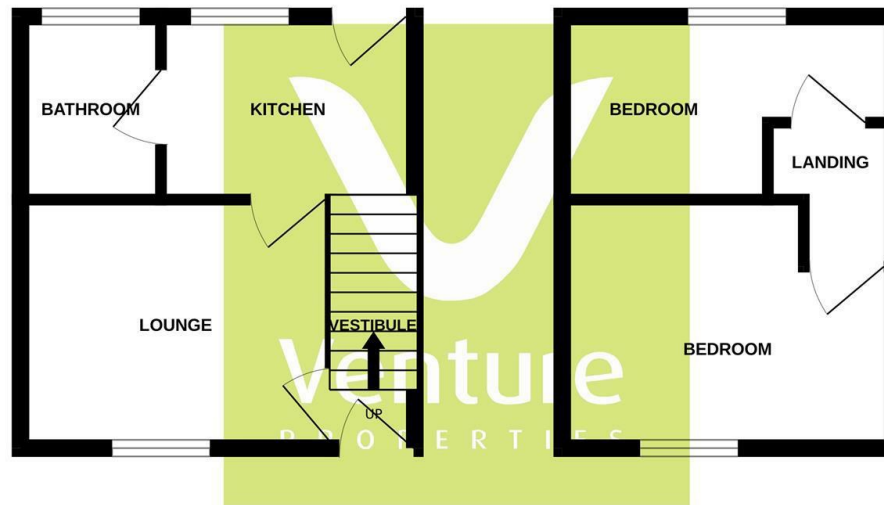 BATHROOM
KITCHEN
LOUNGE
VESTIBULE
UP
BEDROOM
LANDING
BEDROOM
Venture
PROPERTIES